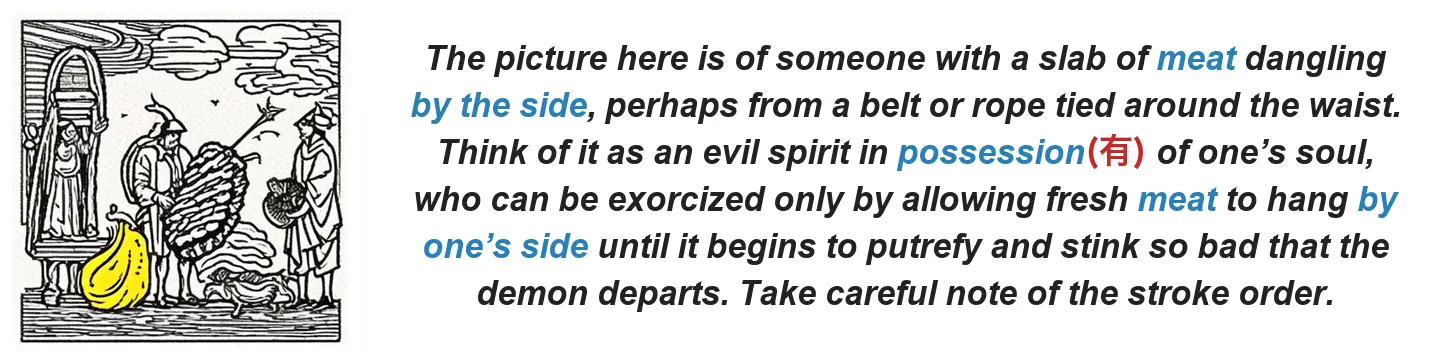 The picture here is of someone with a slab of meat dangling
by the side, perhaps from a belt or rope tied around the waist.
Think of it as an evil spirit in possession(有) of one’s soul,
who can be exorcized only by allowing fresh meat to hang by
one’s side until it begins to putrefy and stink so bad that the
demon departs. Take careful note of the stroke order.